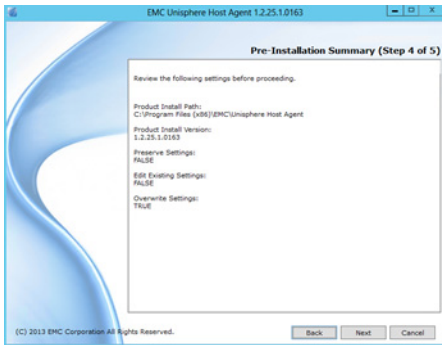 EMC Unisphere Host Agent 1.2.25.1.0163
Pre-Installation Summary (Step 4 of 5)
Review the following settings before proceeding.
Product Install Path:
C:\Program Files (x86)\EMC\Unisphere Host Agent
Product Install Version:
1.2.25.1.0163
Preserve Settings:
FALSE
Edit Existing Settings:
FALSE
Overwrite Settings:
TRUE
(C) 2013 EMC Corporation All Rights Reserved.
Back Next Cancel